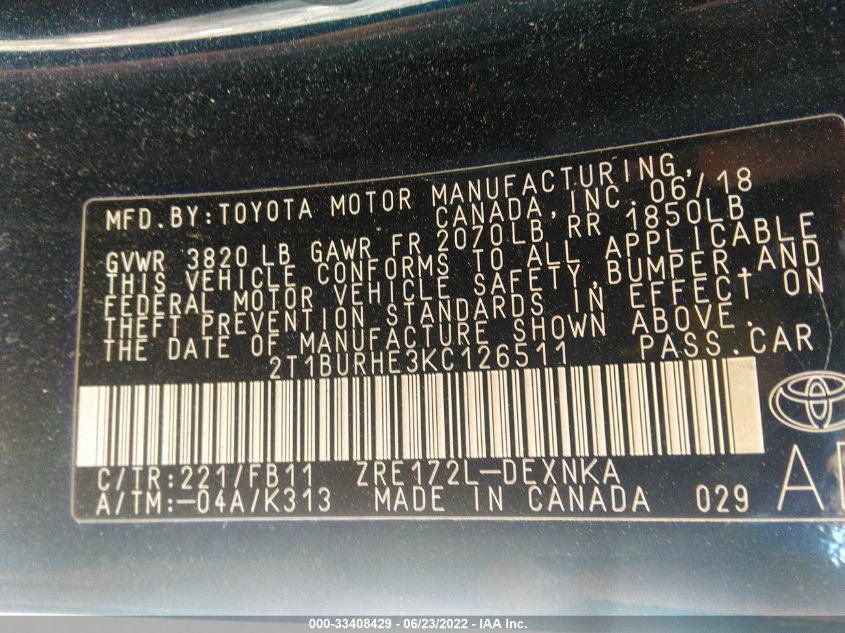 MFD.BY:TOYOTA MOTOR MANUFACTURING,
CANADA,INC.06/18
GVWR 3820 LB GAWR FR 2070LB RR 1850LB
THIS VEHICLE CONFORMS TO ALL APPLICABLE
FEDERAL MOTOR VEHICLE SAFETY,BUMPER,AND
THEFT PREVENTION STANDARDS IN EFFECT ON
THE DATE OF MANUFACTURE SHOWN ABOVE.
2T1BURHE3KC126511 PASS.CAR
C/TR:221/FB11 ZRE172L-DEXNKA
A/TM:-04A/K313 MADE IN CANADA 029
000-33408429 - 06/23/2022 - IAA Inc.